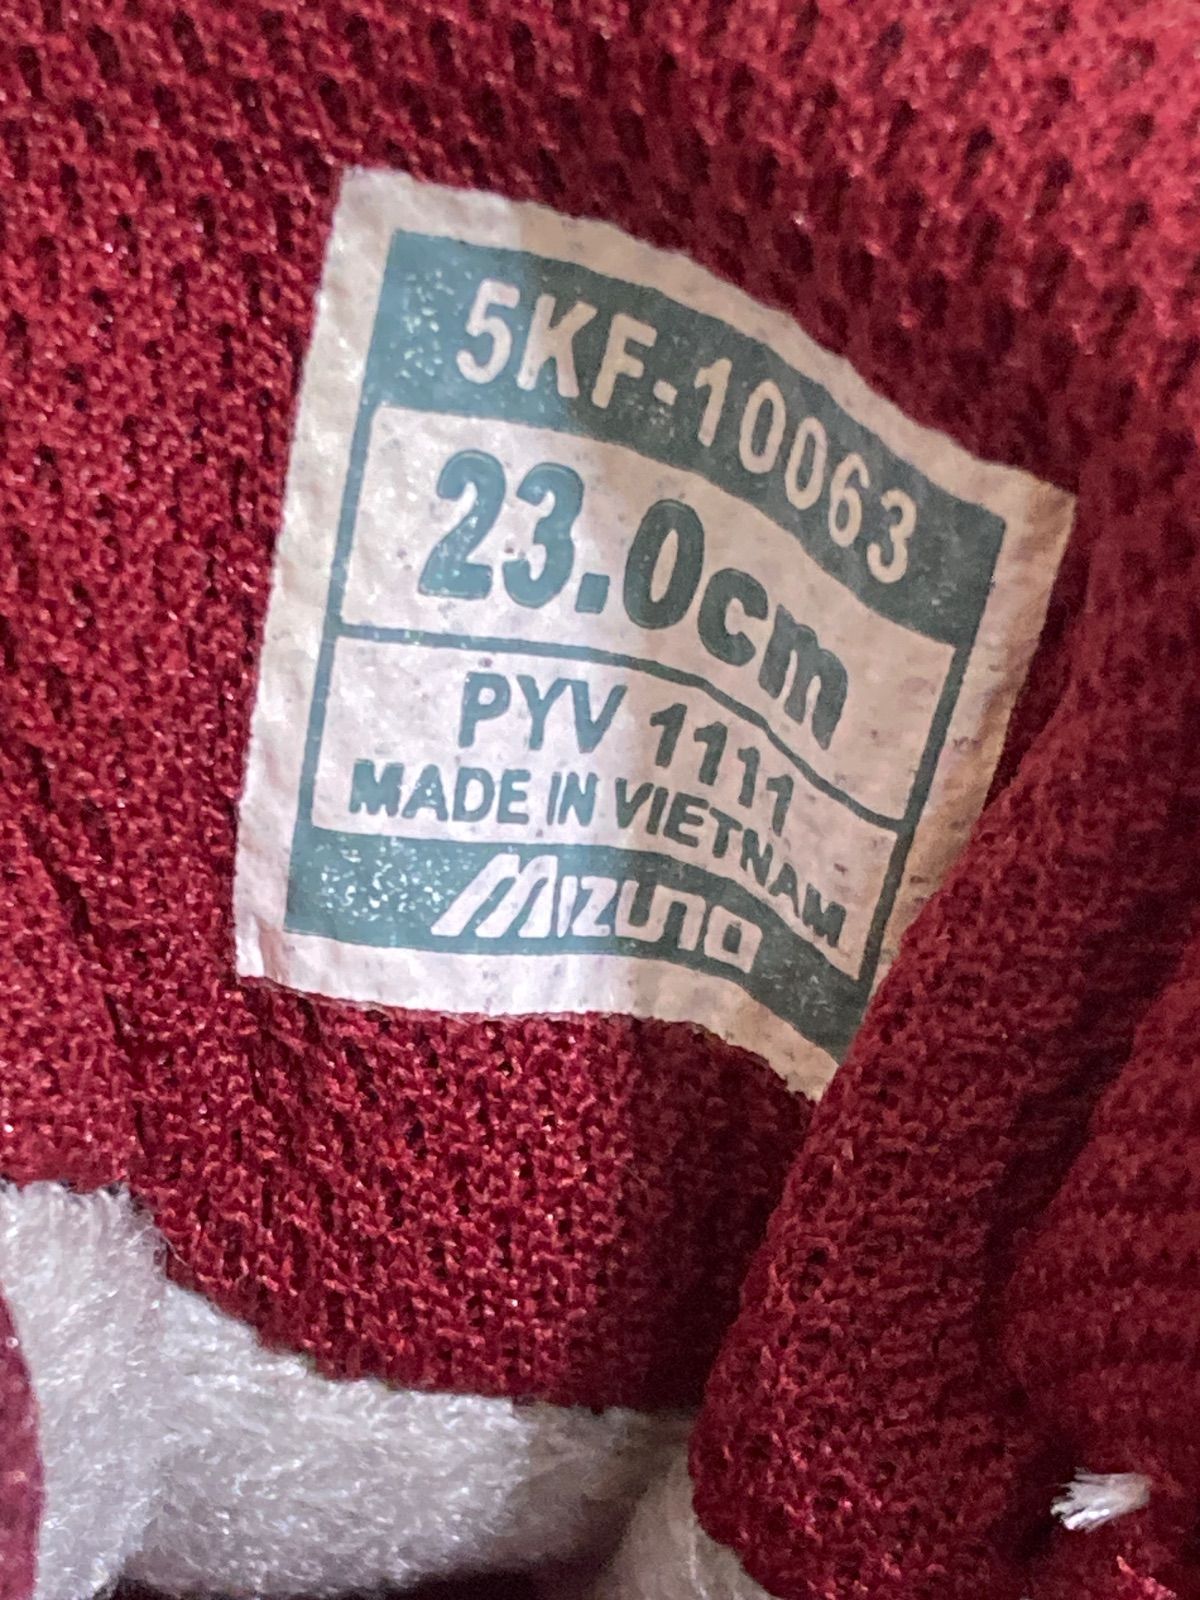 5KF-10063
23.0cm
PYV 1111
MADE IN VIETNAM
MIZUNO